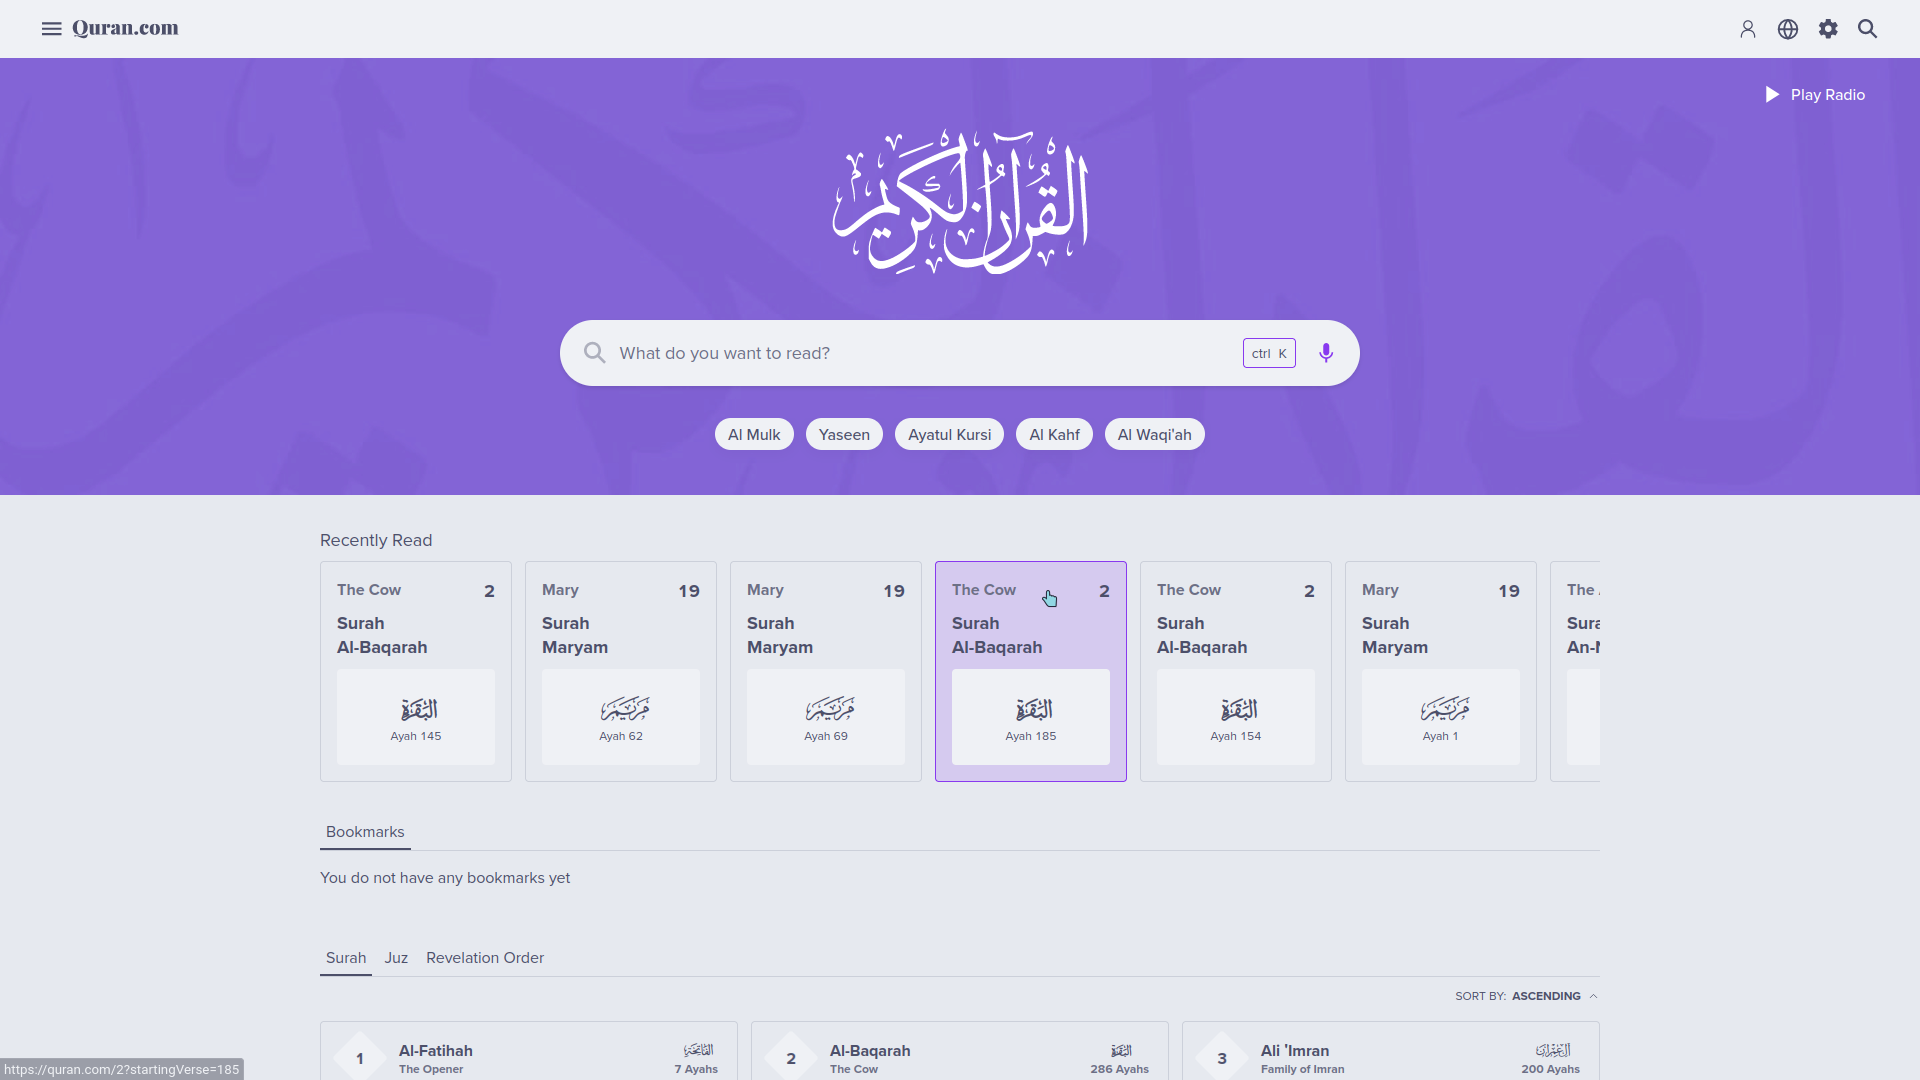 Quran.com
Play Radio
القرآن الكريم
What do you want to read?
ctrl K
Al Mulk
Yaseen
Ayatul Kursi
Al Kahf
Al Waqi'ah
Recently Read
The Cow 2
Surah
Al-Baqarah
البقرة
Ayah 145
Mary 19
Surah
Maryam
مريم
Ayah 62
Mary 19
Surah
Maryam
مريم
Ayah 69
The Cow 2
Surah
Al-Baqarah
البقرة
Ayah 185
The Cow 2
Surah
Al-Baqarah
البقرة
Ayah 154
Mary 19
Surah
Maryam
مريم
Ayah 1
The
Bookmarks
You do not have any bookmarks yet
Surah
Juz
Revelation Order
SORT BY: ASCENDING
1
Al-Fatihah
The Opener
الفاتحة
7 Ayahs
2
Al-Baqarah
The Cow
البقرة
286 Ayahs
3
Ali 'Imran
Family of Imran
آل عمران
200 Ayahs
https://quran.com/2?startingVerse=185